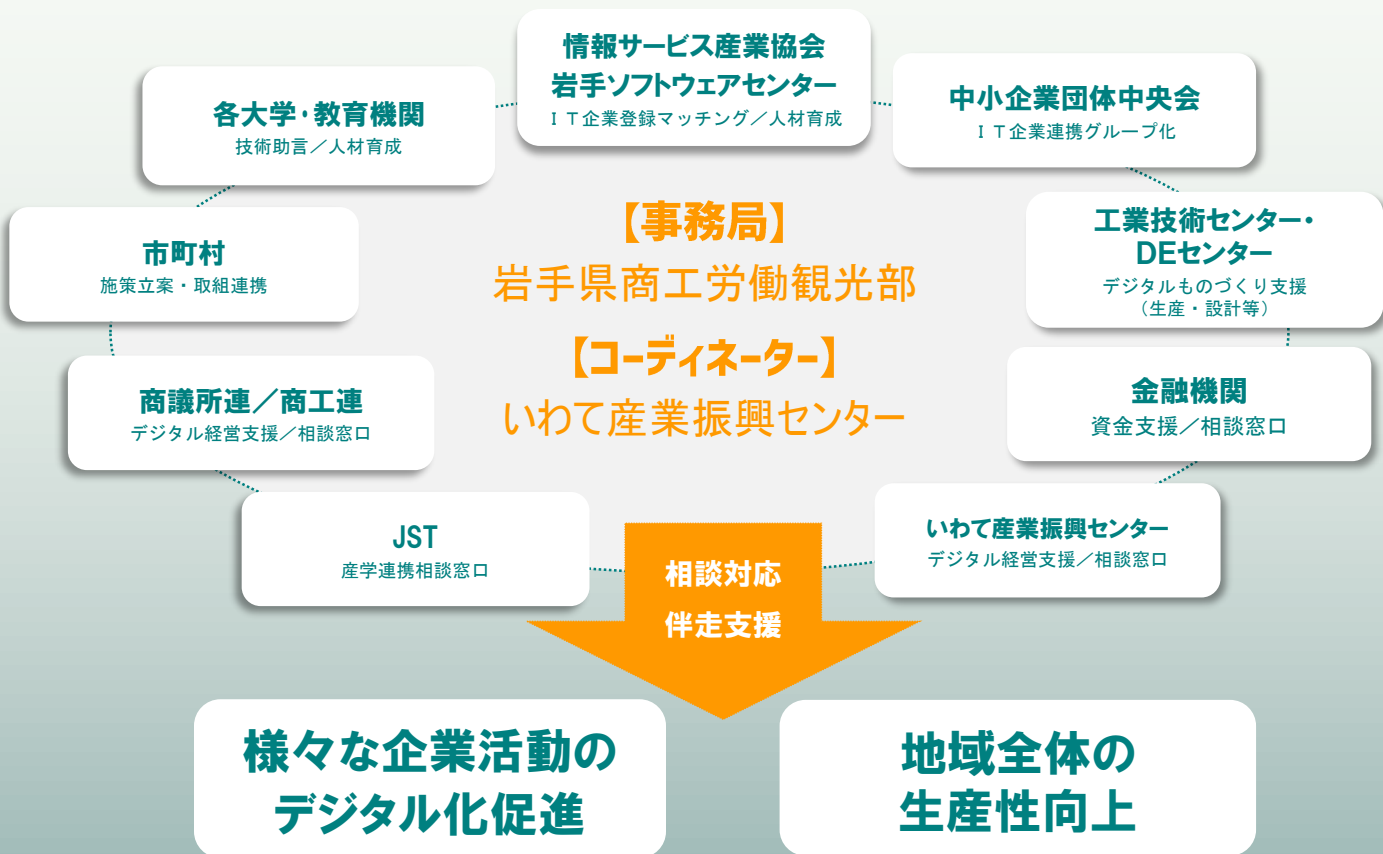 情報サービス産業協会
岩手ソフトウェアセンター
ＩＴ企業登録マッチング／人材育成
各大学・教育機関
技術助言／人材育成
中小企業団体中央会
ＩＴ企業連携グループ化
市町村
施策立案・取組連携
【事務局】
岩手県商工労働観光部
【コーディネーター】
いわて産業振興センター
工業技術センター・
DEセンター
デジタルものづくり支援
（生産・設計等）
商議所連／商工連
デジタル経営支援／相談窓口
金融機関
資金支援／相談窓口
JST
産学連携相談窓口
いわて産業振興センター
デジタル経営支援／相談窓口
相談対応
伴走支援
様々な企業活動の
デジタル化促進
地域全体の
生産性向上